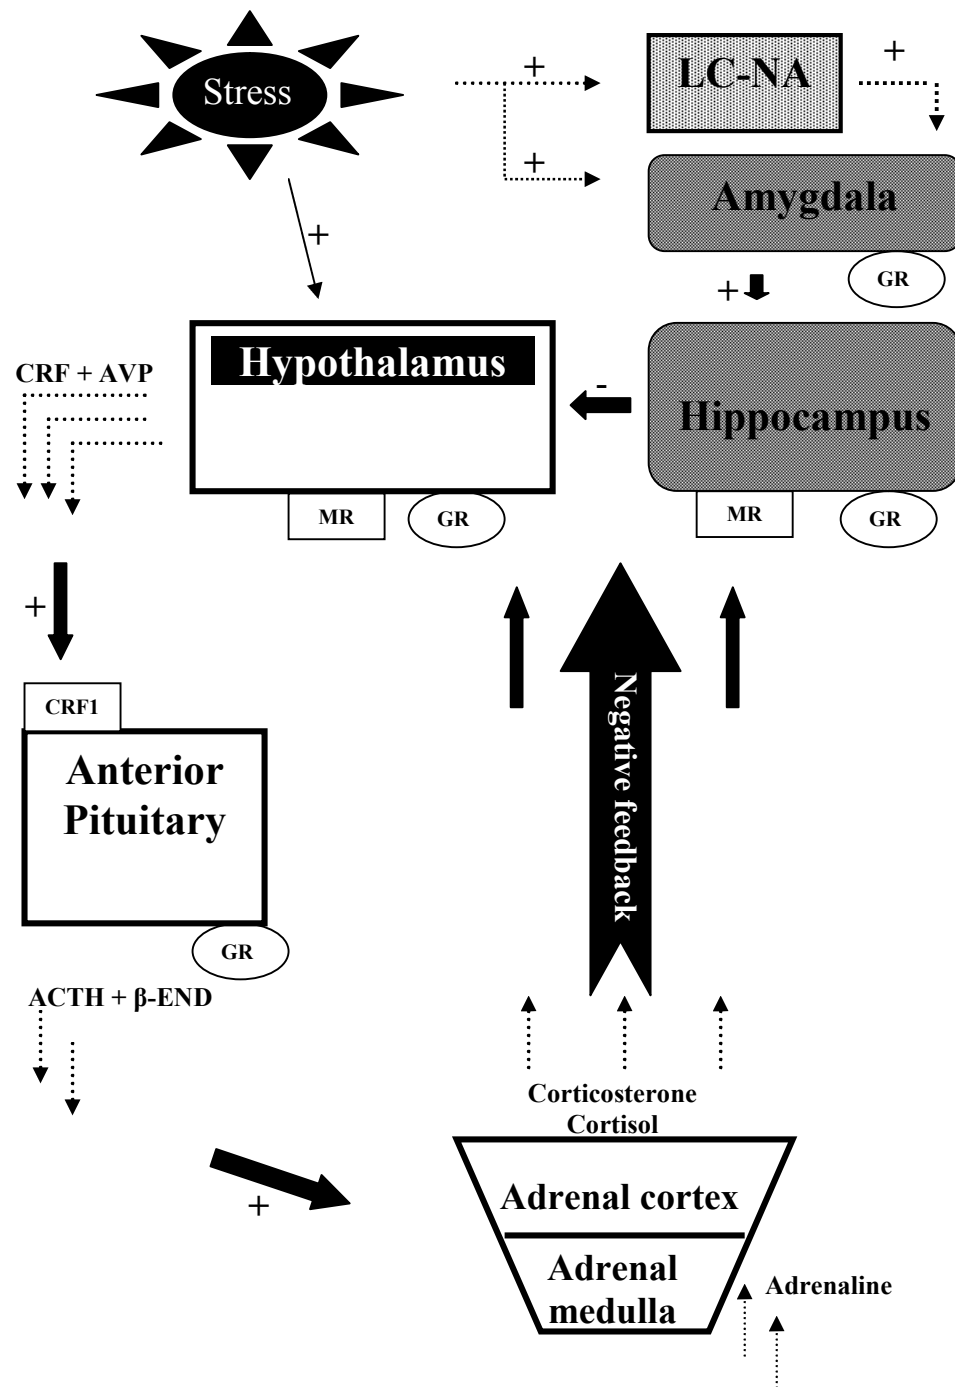 Stress
+
LC-NA
+
+
Amygdala
GR
+
+
Hypothalamus
CRF + AVP
-
Hippocampus
MR
GR
MR
GR
+
CRF1
Anterior
Pituitary
Negative feedback
GR
ACTH + β-END
Corticosterone
Cortisol
+
Adrenal cortex
Adrenal
medulla
Adrenaline